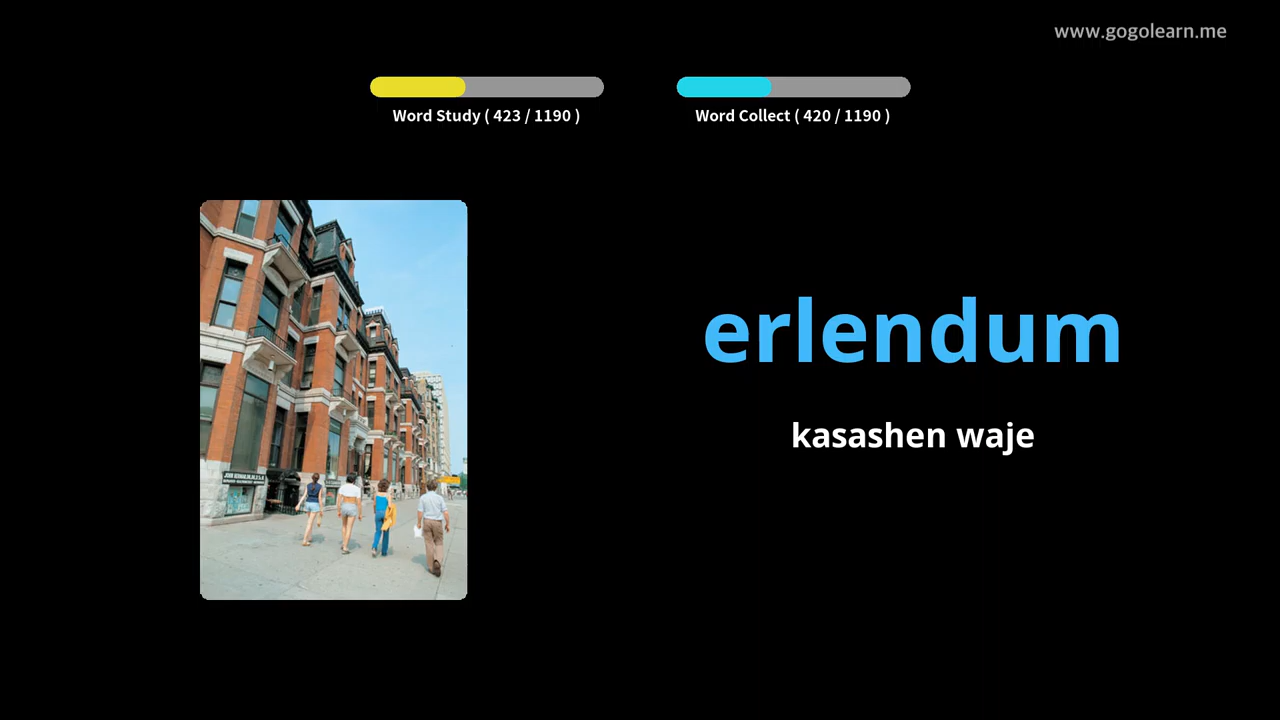 www.gogolearn.me
Word Study ( 423 / 1190 )
Word Collect ( 420 / 1190 )
erlendum
kasashen waje